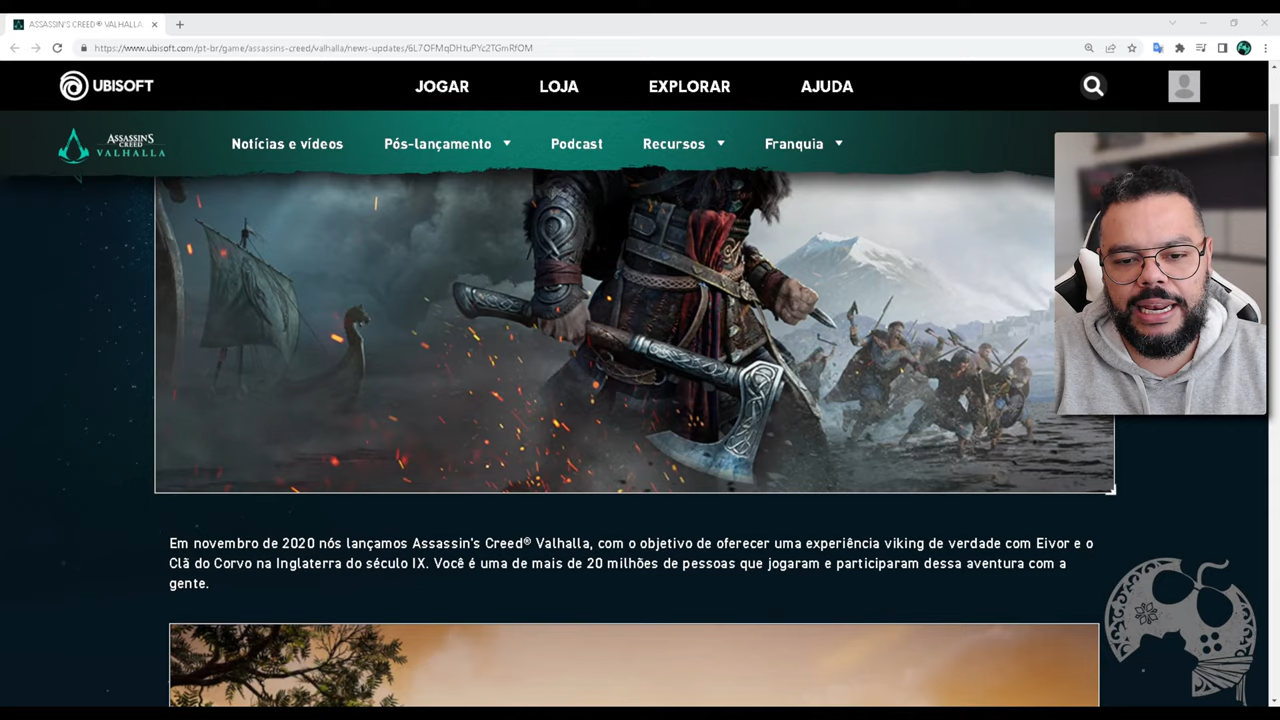 ASSASSIN'S CREED® VALHALLA.
https://www.ubisoft.com/pt-br/game/assassins-creed/valhalla/news-updates/6L7OFMqDHtuPYc2TGmRfOM
UBISOFT
JOGAR
LOJA
EXPLORAR
AJUDA
ASSASSIN'S
CREED
VALHALLA
Notícias e vídeos
Pós-lançamento
Podcast
Recursos
Franquia
Em novembro de 2020 nós lançamos Assassin's Creed® Valhalla, com o objetivo de oferecer uma experiência viking de verdade com Eivor e o
Clã do Corvo na Inglaterra do século IX. Você é uma de mais de 20 milhões de pessoas que jogaram e participaram dessa aventura com a
gente.